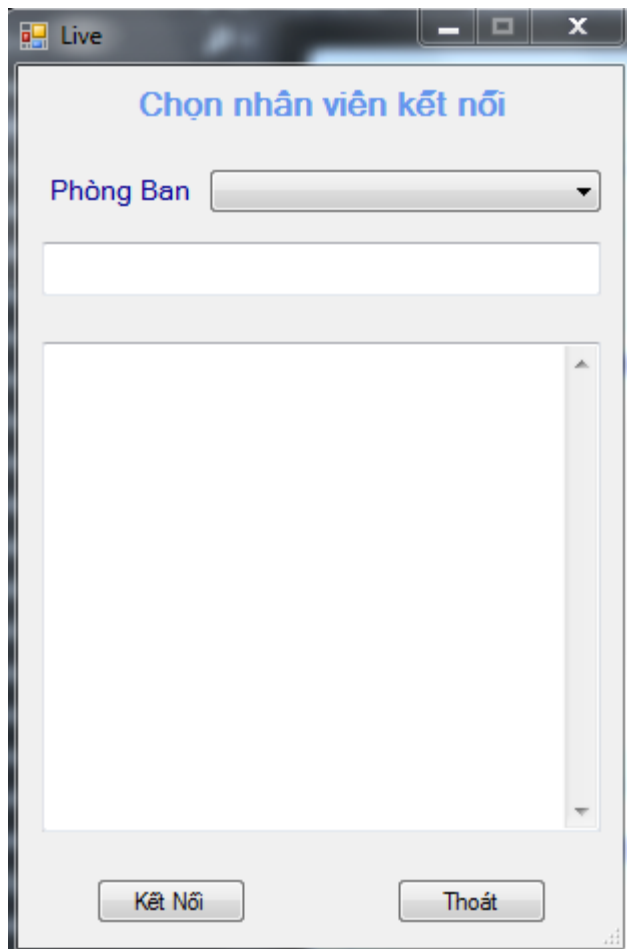 Live
Chọn nhân viên kết nối
Phòng Ban
Kết Nối
Thoát